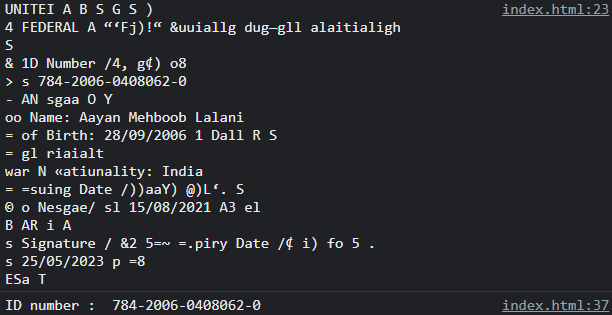 UNITEI A B S G S ) index.html:23
4 FEDERAL A “‘Fj)!“ &uuiallg dug—gll alaitialigh
S
& 1D Number /4, g¢) o8
> s 784-2006-0408062-0
- AN sgaa O Y
oo Name: Aayan Mehboob Lalani
= of Birth: 28/09/2006 1 Dall R S
= gl riaialt
war N «atiunality: India
= =suing Date /))aaY) @)L‘. S
© o Nesgae/ sl 15/08/2021 A3 el
B AR i A
s Signature / &2 5=~ =.piry Date /¢ i) fo 5 .
s 25/05/2023 p =8
ESa T
ID number :  784-2006-0408062-0 index.html:37